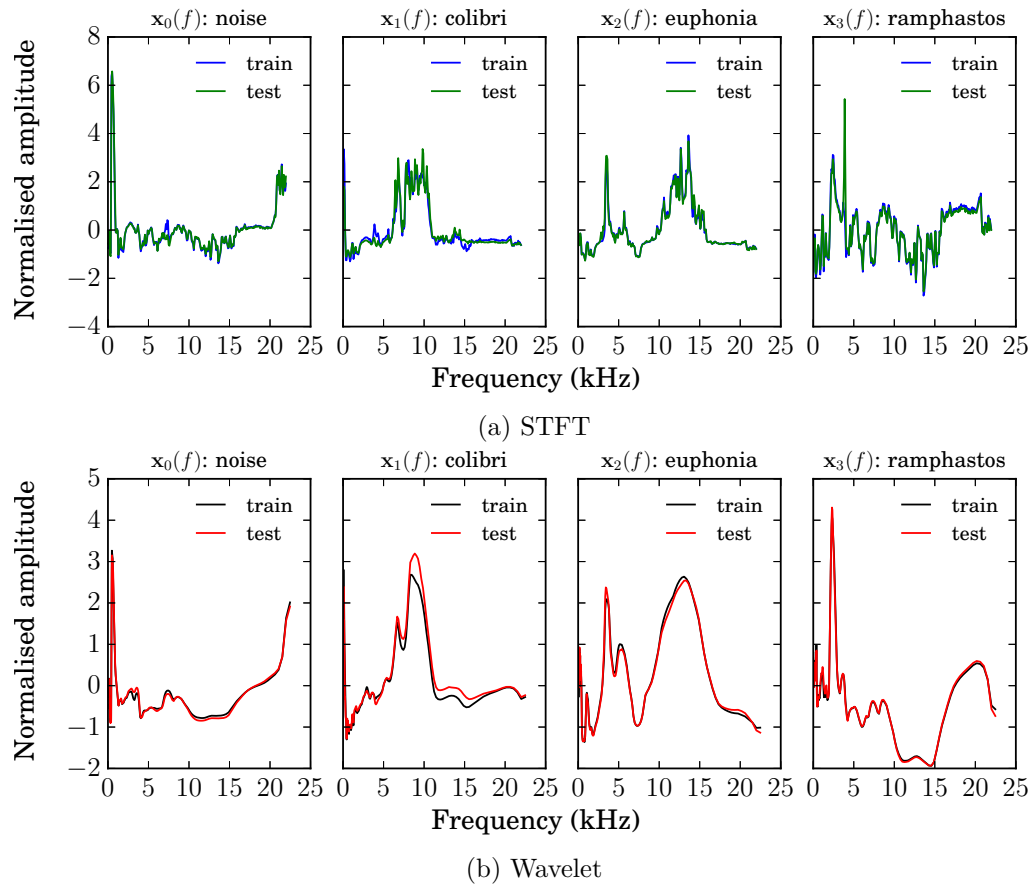 x₀(f): noise x₁(f): colibri x₂(f): euphonia x₃(f): ramphastos
Normalised amplitude
8
6
4
2
0
−2
−4
train train train train
test test test test
0 5 10 15 20 25 0 5 10 15 20 25 0 5 10 15 20 25 0 5 10 15 20 25
Frequency (kHz)
(a) STFT
x₀(f): noise x₁(f): colibri x₂(f): euphonia x₃(f): ramphastos
Normalised amplitude
5
4
3
2
1
0
−1
−2
train train train train
test test test test
0 5 10 15 20 25 0 5 10 15 20 25 0 5 10 15 20 25 0 5 10 15 20 25
Frequency (kHz)
(b) Wavelet